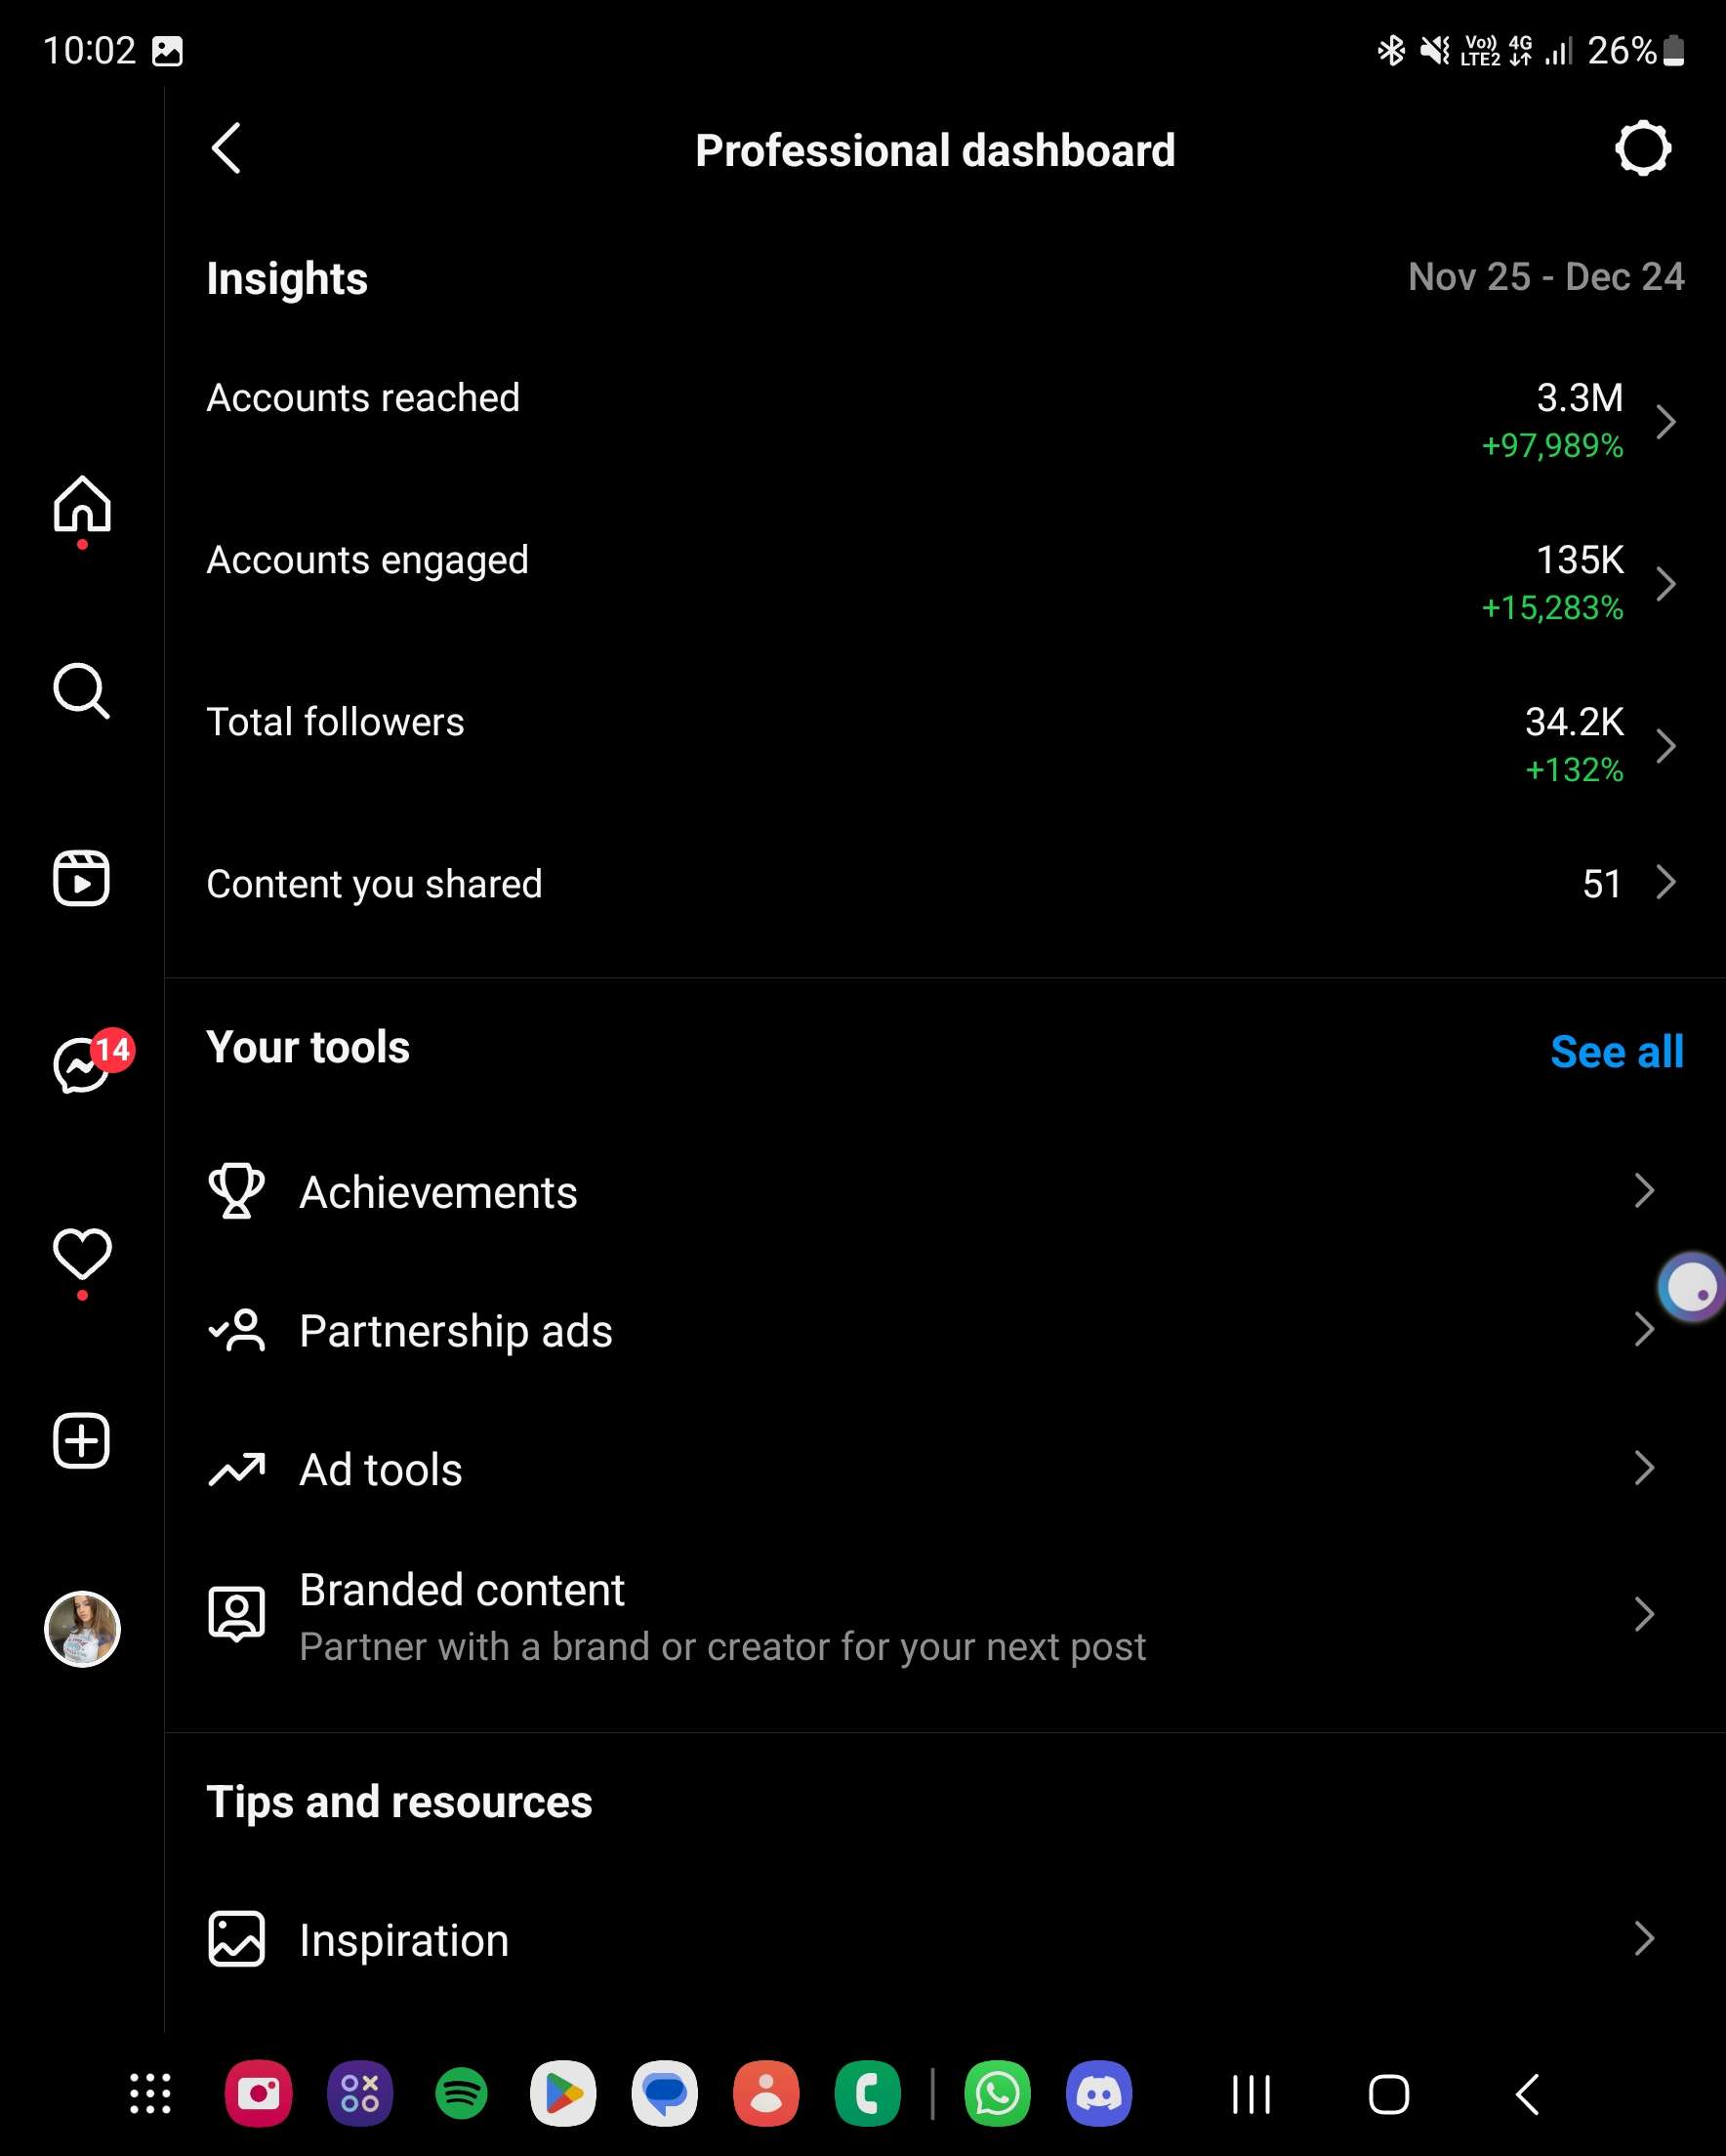 10:02
Vo)) 4G
LTE2
26%
Professional dashboard
Insights
Nov 25 - Dec 24
Accounts reached
3.3M
+97,989%
Accounts engaged
135K
+15,283%
Total followers
34.2K
+132%
Content you shared
51
14
Your tools
See all
Achievements
Partnership ads
Ad tools
Branded content
Partner with a brand or creator for your next post
Tips and resources
Inspiration